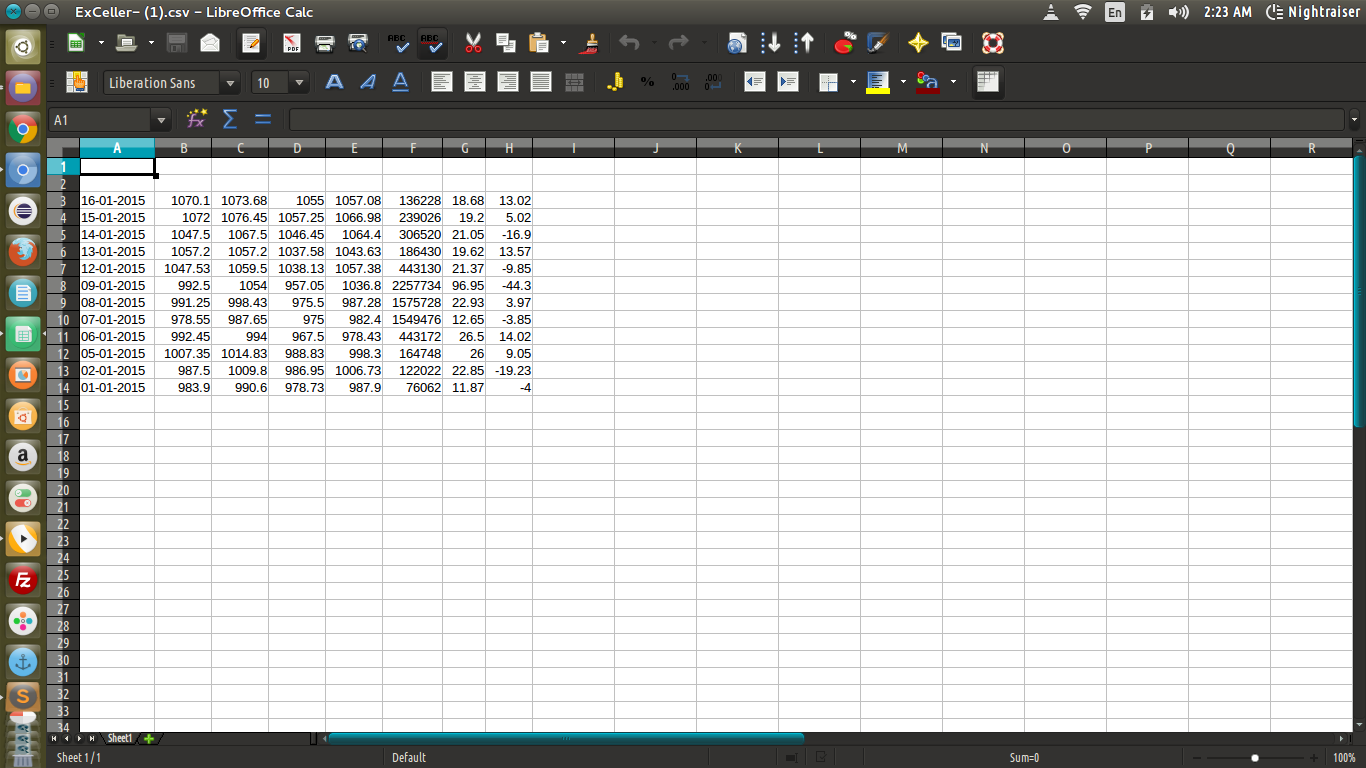 ExCeller– (1).csv – LibreOffice Calc
En
2:23 AM
Nightraiser
ABC
ABC
PDF
Liberation Sans
10
A
A
A
%
0.0
.000
.000
0.0
A1
fx
Σ
=
A B C D E F G H I J K L M N O P Q R
1
2
3 16-01-2015 1070.1 1073.68 1055 1057.08 136228 18.68 13.02
4 15-01-2015 1072 1076.45 1057.25 1066.98 239026 19.2 5.02
5 14-01-2015 1047.5 1067.5 1046.45 1064.4 306520 21.05 -16.9
6 13-01-2015 1057.2 1057.2 1037.58 1043.63 186430 19.62 13.57
7 12-01-2015 1047.53 1059.5 1038.13 1057.38 443130 21.37 -9.85
8 09-01-2015 992.5 1054 957.05 1036.8 2257734 96.95 -44.3
9 08-01-2015 991.25 998.43 975.5 987.28 1575728 22.93 3.97
10 07-01-2015 978.55 987.65 975 982.4 1549476 12.65 -3.85
11 06-01-2015 992.45 994 967.5 978.43 443172 26.5 14.02
12 05-01-2015 1007.35 1014.83 988.83 998.3 164748 26 9.05
13 02-01-2015 987.5 1009.8 986.95 1006.73 122022 22.85 -19.23
14 01-01-2015 983.9 990.6 978.73 987.9 76062 11.87 -4
15
16
17
18
19
20
21
22
23
24
25
26
27
28
29
30
31
32
33
34
Sheet1
Sheet 1 / 1
Default
Sum=0
100%